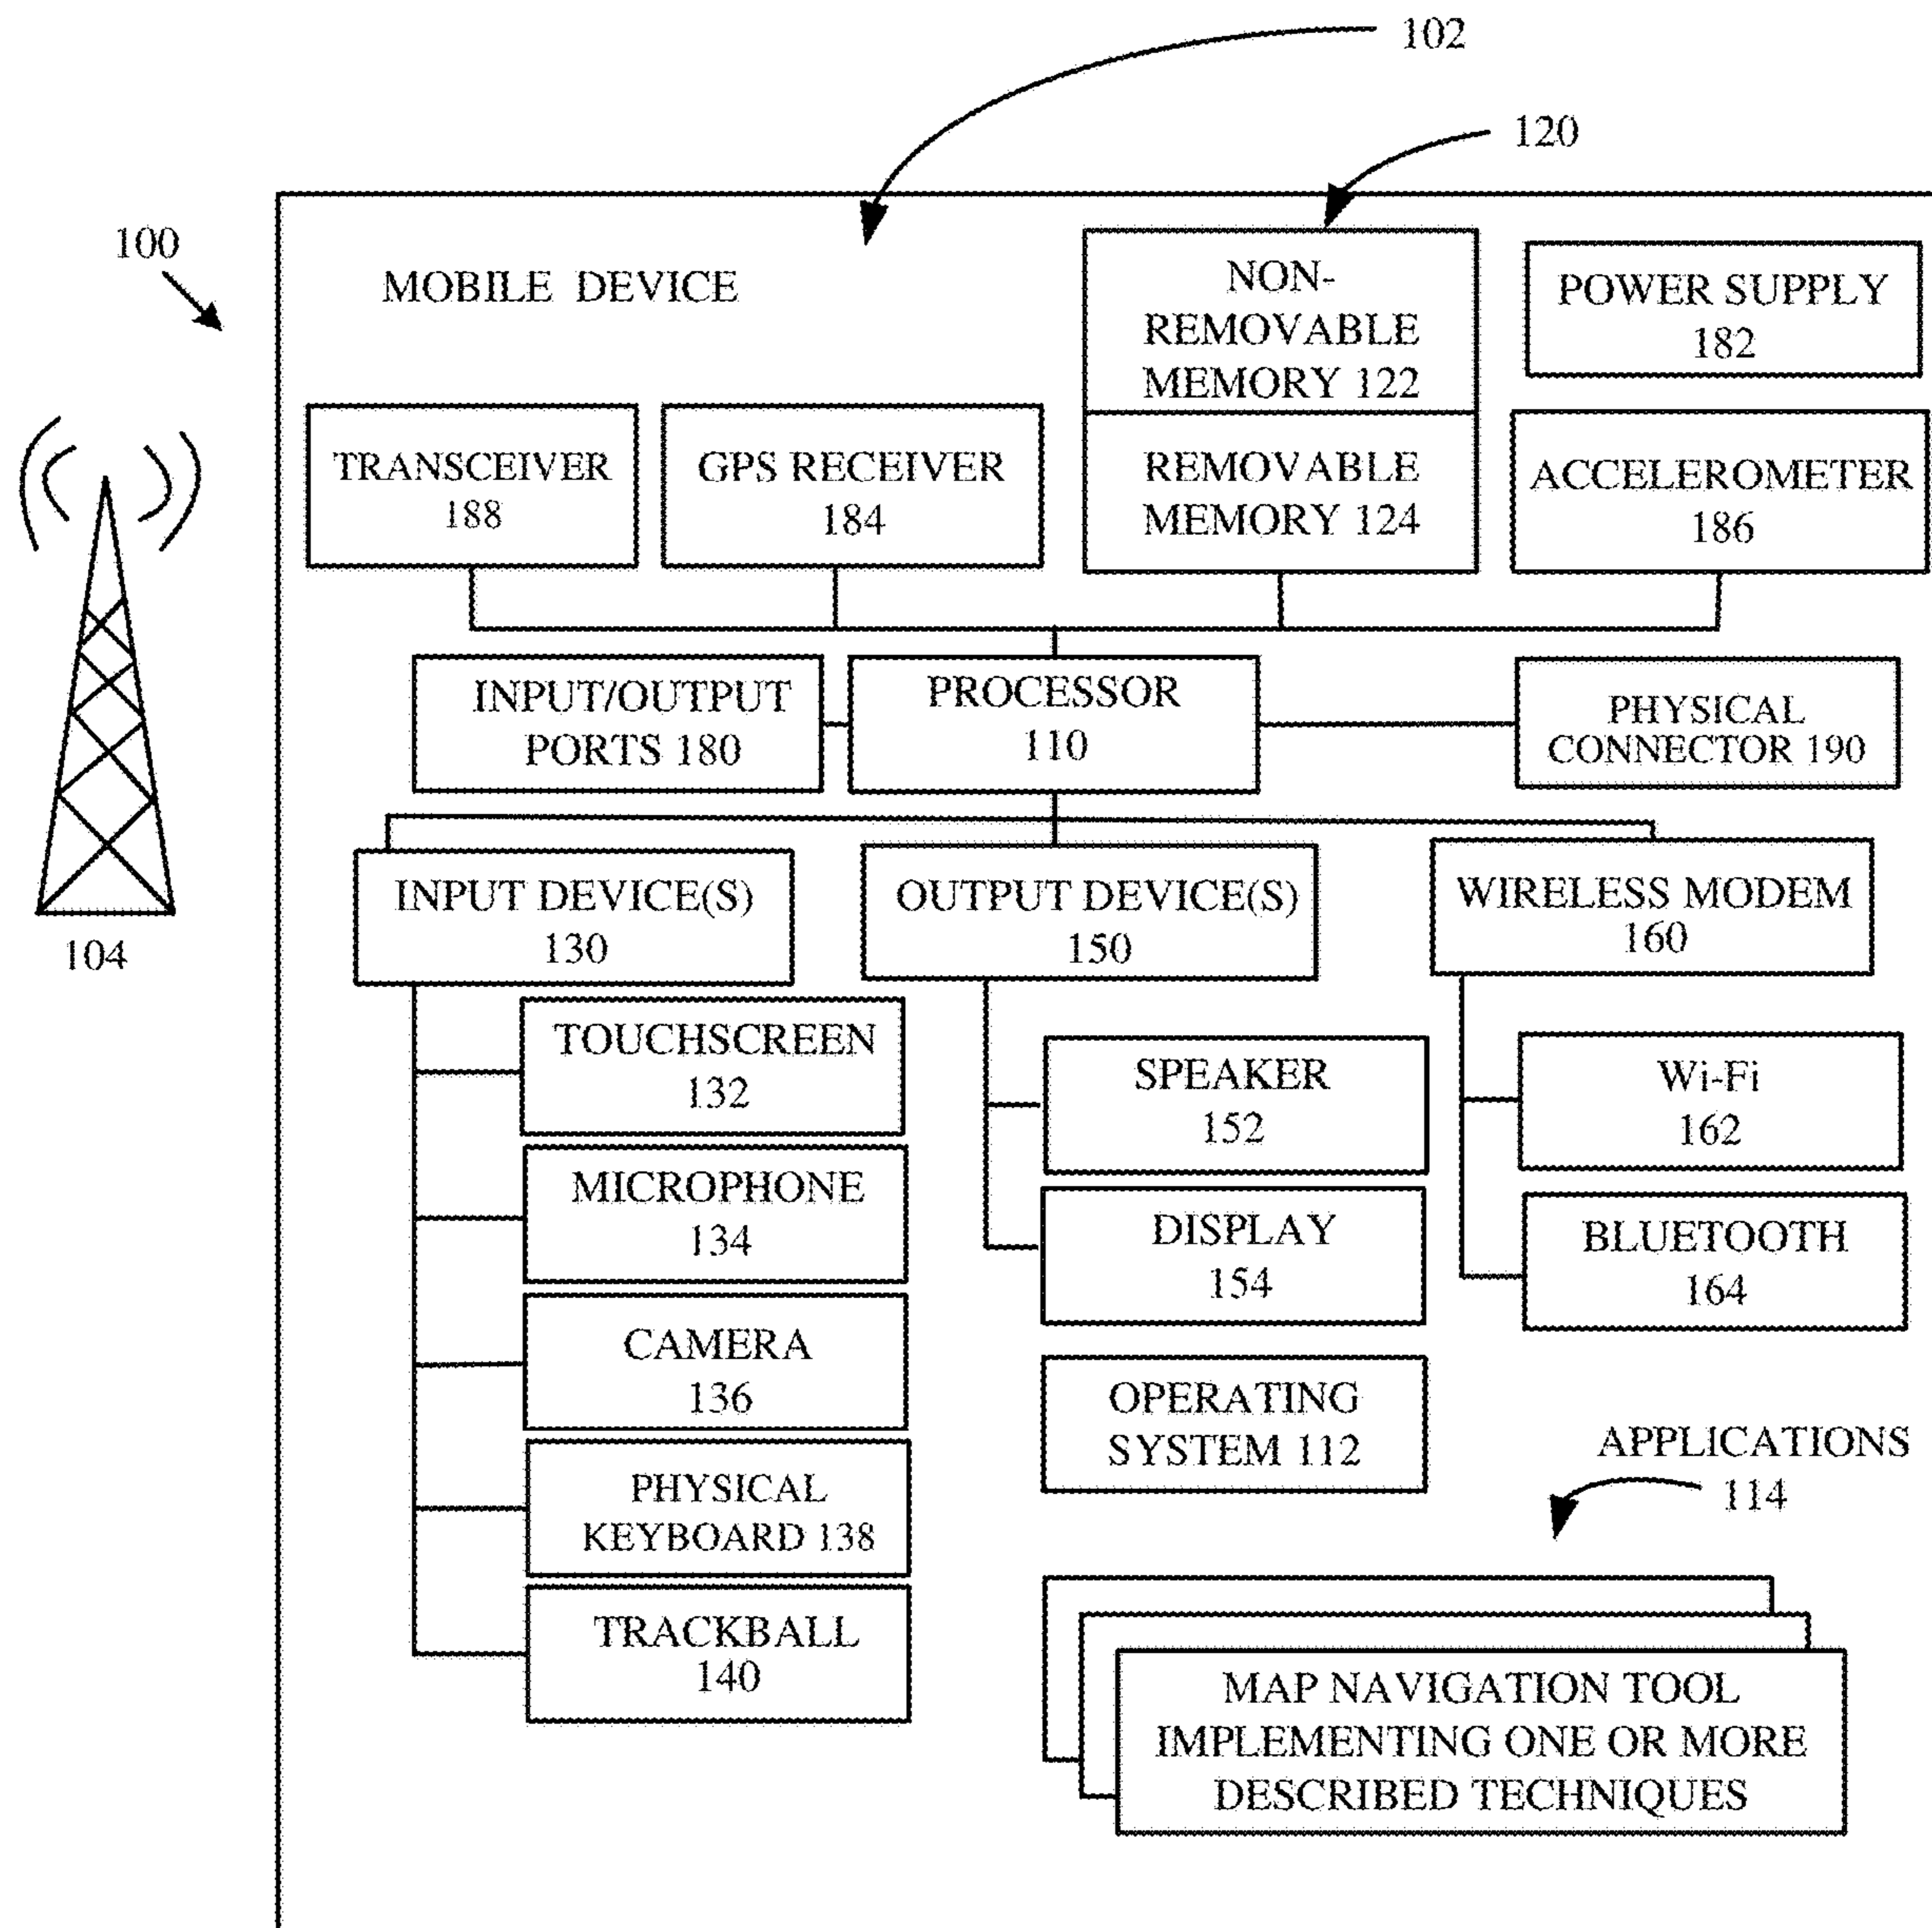 102
120
100
MOBILE DEVICE
NON-
REMOVABLE
MEMORY 122
POWER SUPPLY
182
TRANSCEIVER
188
GPS RECEIVER
184
REMOVABLE
MEMORY 124
ACCELEROMETER
186
INPUT/OUTPUT
PORTS 180
PROCESSOR
110
PHYSICAL
CONNECTOR 190
104
INPUT DEVICE(S)
130
OUTPUT DEVICE(S)
150
WIRELESS MODEM
160
TOUCHSCREEN
132
MICROPHONE
134
CAMERA
136
PHYSICAL
KEYBOARD 138
TRACKBALL
140
SPEAKER
152
DISPLAY
154
Wi-Fi
162
BLUETOOTH
164
OPERATING
SYSTEM 112
APPLICATIONS
114
MAP NAVIGATION TOOL
IMPLEMENTING ONE OR MORE
DESCRIBED TECHNIQUES